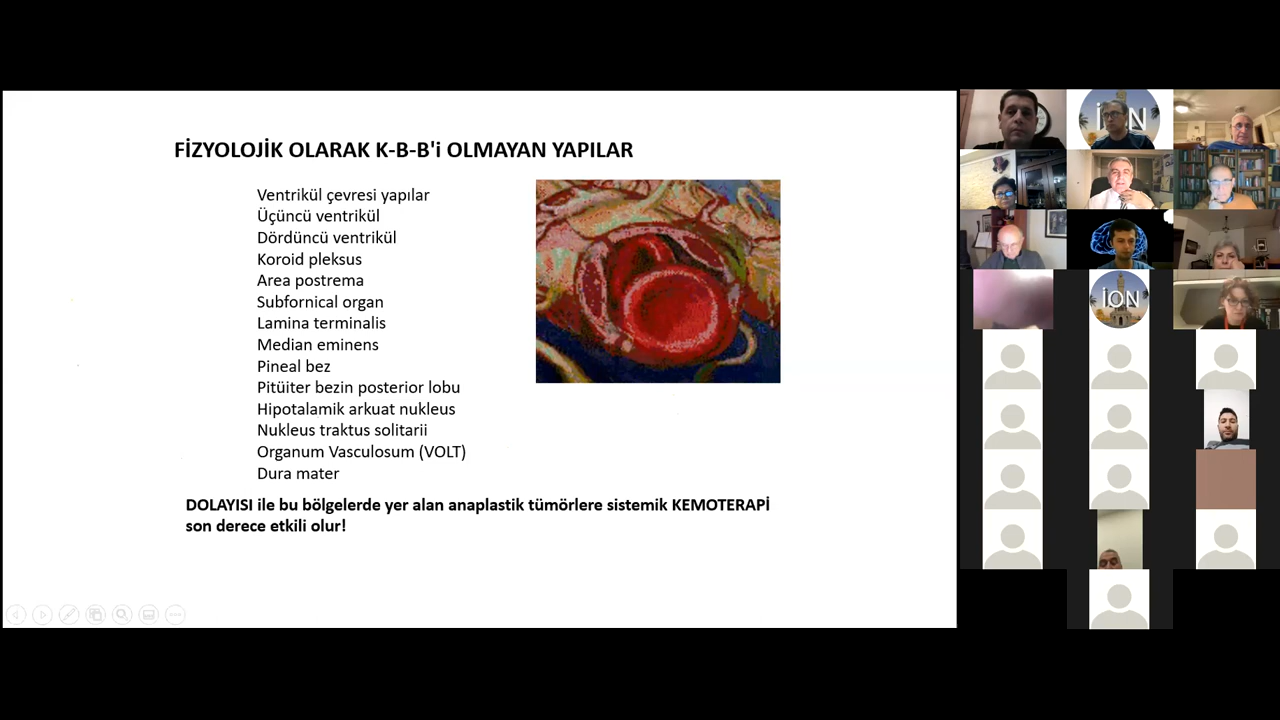 FİZYOLOJİK OLARAK K-B-B'i OLMAYAN YAPILAR
Ventrikül çevresi yapılar
Üçüncü ventrikül
Dördüncü ventrikül
Koroid pleksus
Area postrema
Subfornical organ
Lamina terminalis
Median eminens
Pineal bez
Pitüiter bezin posterior lobu
Hipotalamik arkuat nukleus
Nukleus traktus solitarii
Organum Vasculosum (VOLT)
Dura mater
DOLAYISI ile bu bölgelerde yer alan anaplastik tümörlere sistemik KEMOTERAPİ
son derece etkili olur!
İON
İON